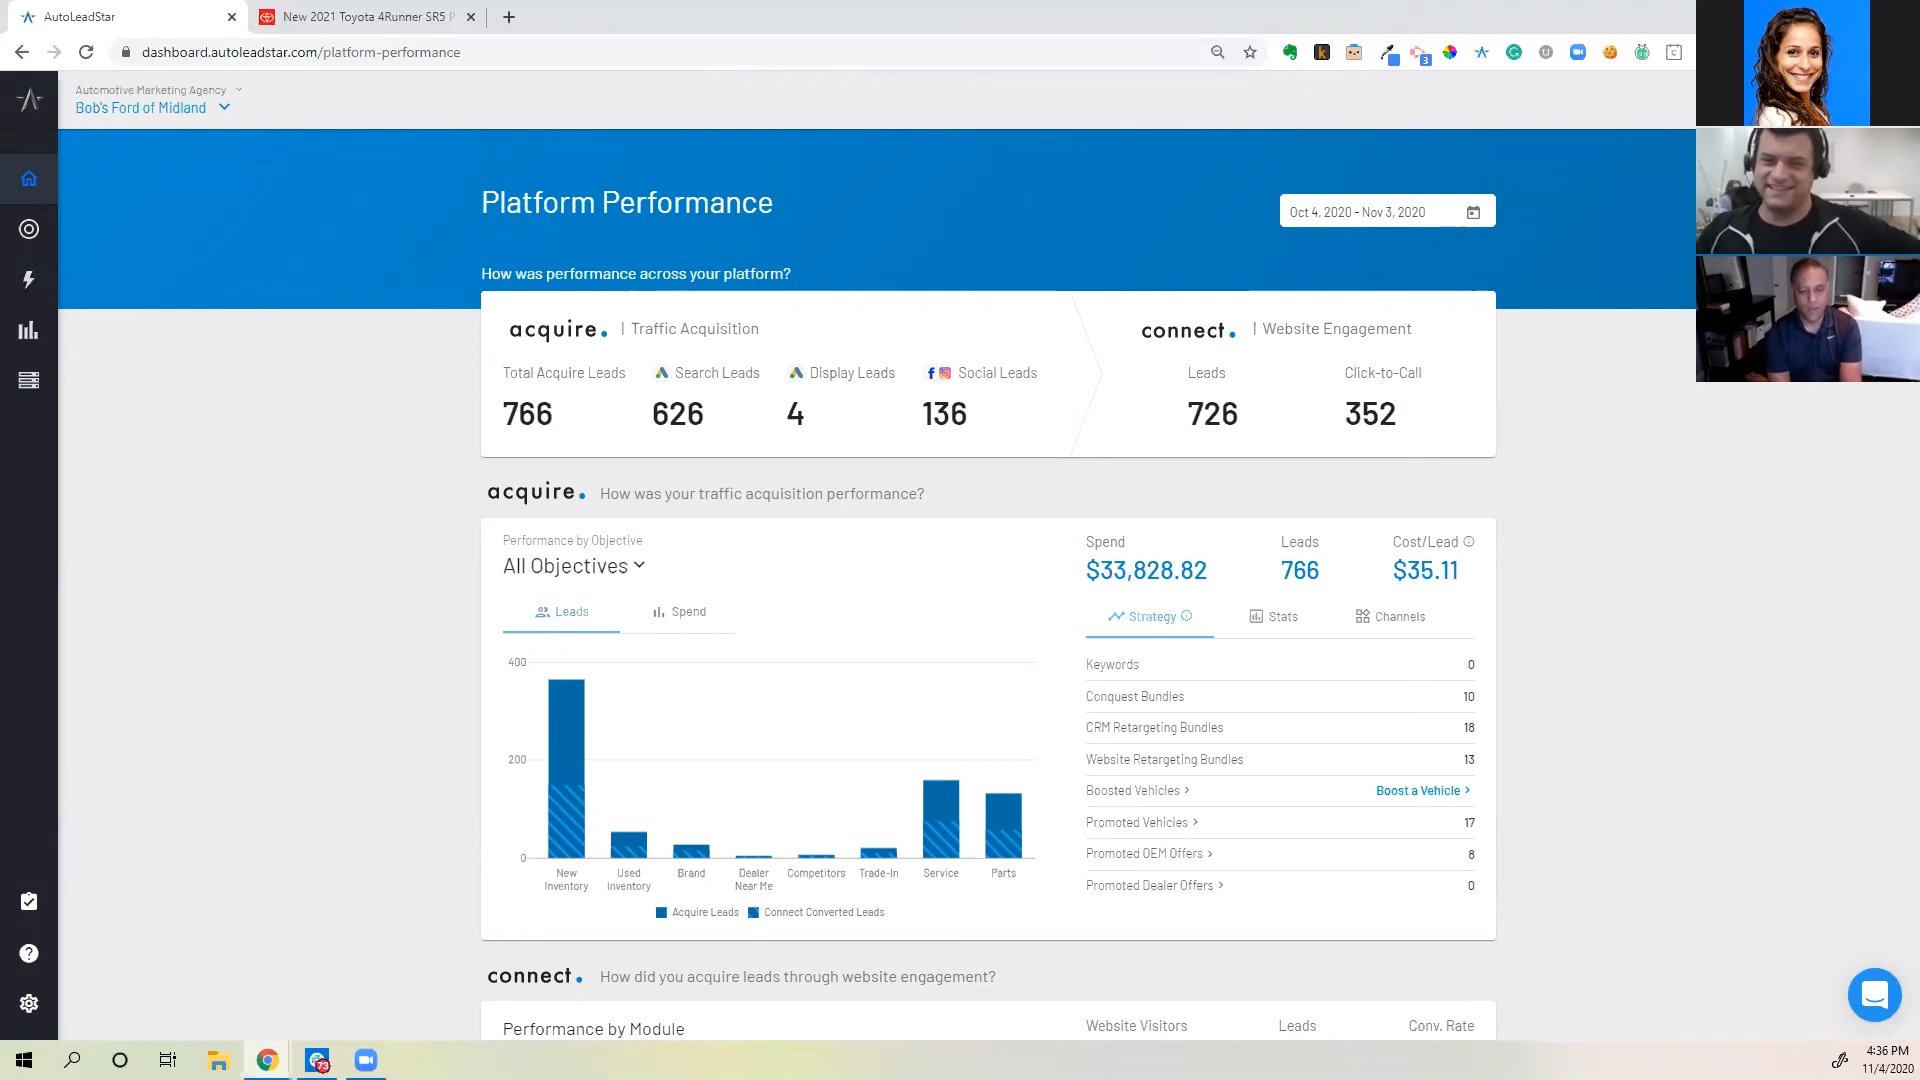 AutoLeadStar
New 2021 Toyota 4Runner SR5 P
dashboard.autoleadstar.com/platform-performance
3
Automotive Marketing Agency
Bob's Ford of Midland
Platform Performance
Oct 4, 2020 - Nov 3, 2020
How was performance across your platform?
acquire. | Traffic Acquisition
connect. | Website Engagement
Total Acquire Leads
Search Leads
Display Leads
Social Leads
Leads
Click-to-Call
766
626
4
136
726
352
acquire. How was your traffic acquisition performance?
Performance by Objective
All Objectives
Leads
Spend
Spend
Leads
Cost/Lead
$33,828.82
766
$35.11
Strategy
Stats
Channels
400
200
0
New Inventory
Used Inventory
Brand
Dealer Near Me
Competitors
Trade-In
Service
Parts
Acquire Leads
Connect Converted Leads
Keywords 0
Conquest Bundles 10
CRM Retargeting Bundles 18
Website Retargeting Bundles 13
Boosted Vehicles > Boost a Vehicle >
Promoted Vehicles > 17
Promoted OEM Offers > 8
Promoted Dealer Offers > 0
connect. How did you acquire leads through website engagement?
Performance by Module
Website Visitors
Leads
Conv. Rate
73
4:36 PM
11/4/2020